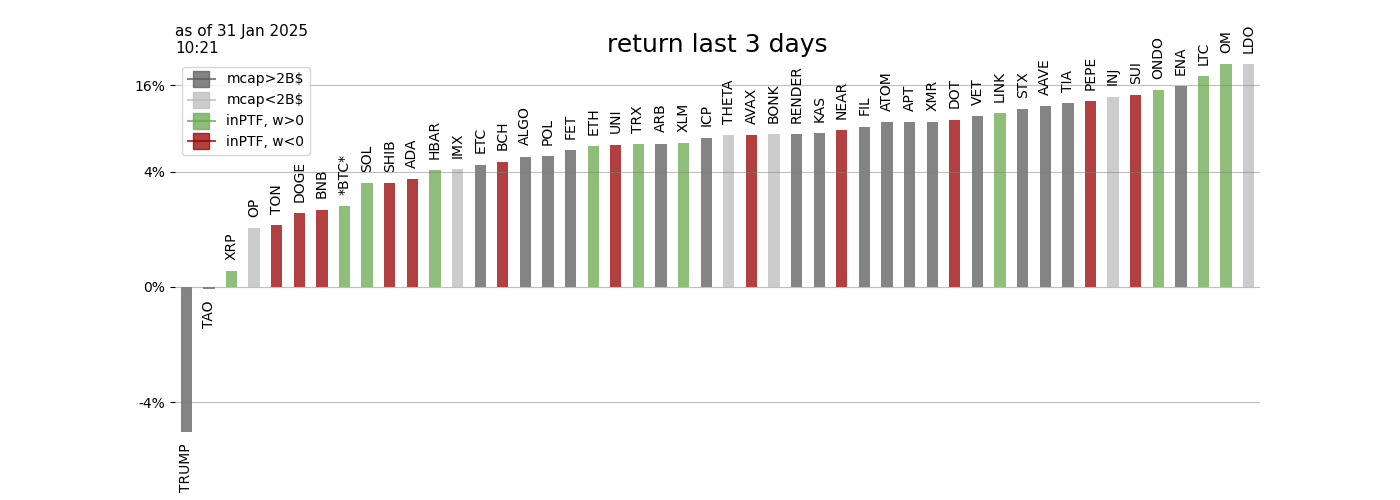 as of 31 Jan 2025
10:21
return last 3 days
mcap>2B$
mcap<2B$
inPTF, w>0
inPTF, w<0
16%
4%
0%
-4%
TRUMP
TAO
XRP
OP
TON
DOGE
BNB
*BTC*
SOL
SHIB
ADA
HBAR
IMX
ETC
BCH
ALGO
POL
FET
ETH
UNI
TRX
ARB
XLM
ICP
THETA
AVAX
BONK
RENDER
KAS
NEAR
FIL
ATOM
APT
XMR
DOT
VET
LINK
STX
AAVE
TIA
PEPE
INJ
SUI
ONDO
ENA
LTC
OM
LDO